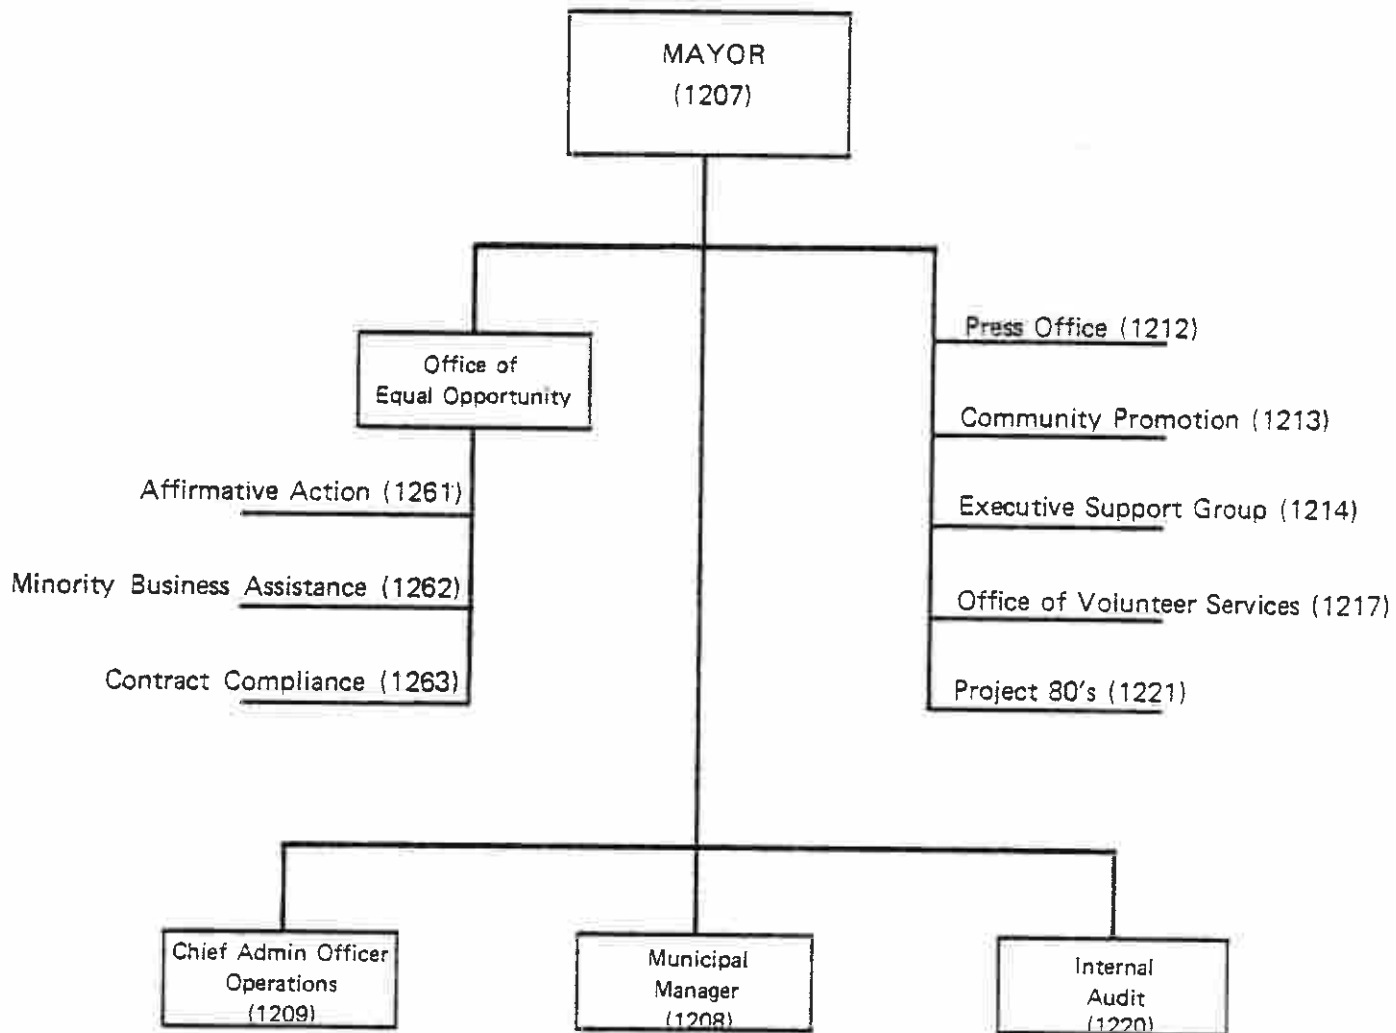 MAYOR
(1207)
Office of
Equal Opportunity
Affirmative Action (1261)
Minority Business Assistance (1262)
Contract Compliance (1263)
Press Office (1212)
Community Promotion (1213)
Executive Support Group (1214)
Office of Volunteer Services (1217)
Project 80's (1221)
Chief Admin Officer
Operations
(1209)
Municipal
Manager
(1208)
Internal
Audit
(1220)